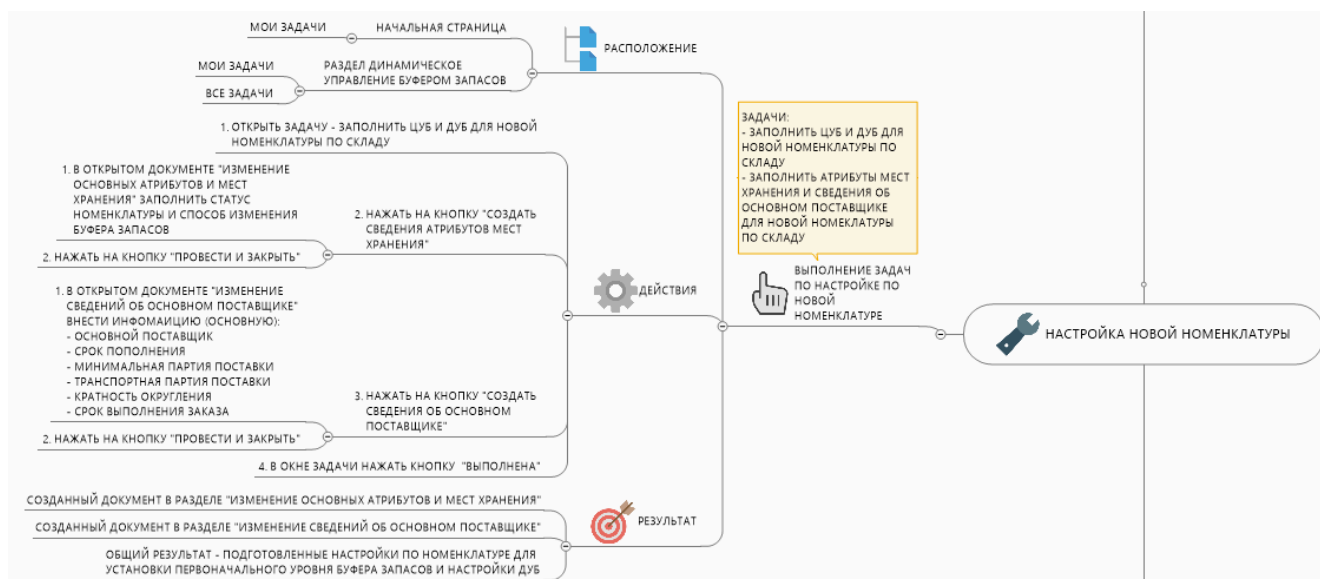 МОИ ЗАДАЧИ
НАЧАЛЬНАЯ СТРАНИЦА
РАСПОЛОЖЕНИЕ
МОИ ЗАДАЧИ
ВСЕ ЗАДАЧИ
РАЗДЕЛ ДИНАМИЧЕСКОЕ
УПРАВЛЕНИЕ БУФЕРОМ ЗАПАСОВ
1. ОТКРЫТЬ ЗАДАЧУ - ЗАПОЛНИТЬ ЦУБ И ДУБ ДЛЯ НОВОЙ
НОМЕНКЛАТУРЫ ПО СКЛАДУ
1. В ОТКРЫТОМ ДОКУМЕНТЕ "ИЗМЕНЕНИЕ
ОСНОВНЫХ АТРИБУТОВ И МЕСТ
ХРАНЕНИЯ" ЗАПОЛНИТЬ СТАТУС
НОМЕНКЛАТУРЫ И СПОСОБ ИЗМЕНЕНИЯ
БУФЕРА ЗАПАСОВ
2. НАЖАТЬ НА КНОПКУ "ПРОВЕСТИ И ЗАКРЫТЬ"
2. НАЖАТЬ НА КНОПКУ "СОЗДАТЬ
СВЕДЕНИЯ АТРИБУТОВ МЕСТ
ХРАНЕНИЯ"
1. В ОТКРЫТОМ ДОКУМЕНТЕ "ИЗМЕНЕНИЕ
СВЕДЕНИЙ ОБ ОСНОВНОМ ПОСТАВЩИКЕ"
ВНЕСТИ ИНФОМАИЦИЮ (ОСНОВНУЮ):
- ОСНОВНОЙ ПОСТАВЩИК
- СРОК ПОПОЛНЕНИЯ
- МИНИМАЛЬНАЯ ПАРТИЯ ПОСТАВКИ
- ТРАНСПОРТНАЯ ПАРТИЯ ПОСТАВКИ
- КРАТНОСТЬ ОКРУГЛЕНИЯ
- СРОК ВЫПОЛНЕНИЯ ЗАКАЗА
2. НАЖАТЬ НА КНОПКУ "ПРОВЕСТИ И ЗАКРЫТЬ"
3. НАЖАТЬ НА КНОПКУ "СОЗДАТЬ
СВЕДЕНИЯ ОБ ОСНОВНОМ
ПОСТАВЩИКЕ"
4. В ОКНЕ ЗАДАЧИ НАЖАТЬ КНОПКУ "ВЫПОЛНЕНА"
ДЕЙСТВИЯ
СОЗДАННЫЙ ДОКУМЕНТ В РАЗДЕЛЕ "ИЗМЕНЕНИЕ ОСНОВНЫХ АТРИБУТОВ И МЕСТ ХРАНЕНИЯ"
СОЗДАННЫЙ ДОКУМЕНТ В РАЗДЕЛЕ "ИЗМЕНЕНИЕ СВЕДЕНИЙ ОБ ОСНОВНОМ ПОСТАВЩИКЕ"
ОБЩИЙ РЕЗУЛЬТАТ - ПОДГОТОВЛЕННЫЕ НАСТРОЙКИ ПО НОМЕНКЛАТУРЕ ДЛЯ
УСТАНОВКИ ПЕРВОНАЧАЛЬНОГО УРОВНЯ БУФЕРА ЗАПАСОВ И НАСТРОЙКИ ДУБ
РЕЗУЛЬТАТ
ЗАДАЧИ:
- ЗАПОЛНИТЬ ЦУБ И ДУБ ДЛЯ
НОВОЙ НОМЕНКЛАТУРЫ ПО
СКЛАДУ
- ЗАПОЛНИТЬ АТРИБУТЫ МЕСТ
ХРАНЕНИЯ И СВЕДЕНИЯ ОБ
ОСНОВНОМ ПОСТАВЩИКЕ
ДЛЯ НОВОЙ НОМЕКЛАТУРЫ
ПО СКЛАДУ
ВЫПОЛНЕНИЕ ЗАДАЧ
ПО НАСТРОЙКЕ ПО
НОВОЙ
НОМЕНКЛАТУРЕ
НАСТРОЙКА НОВОЙ НОМЕНКЛАТУРЫ